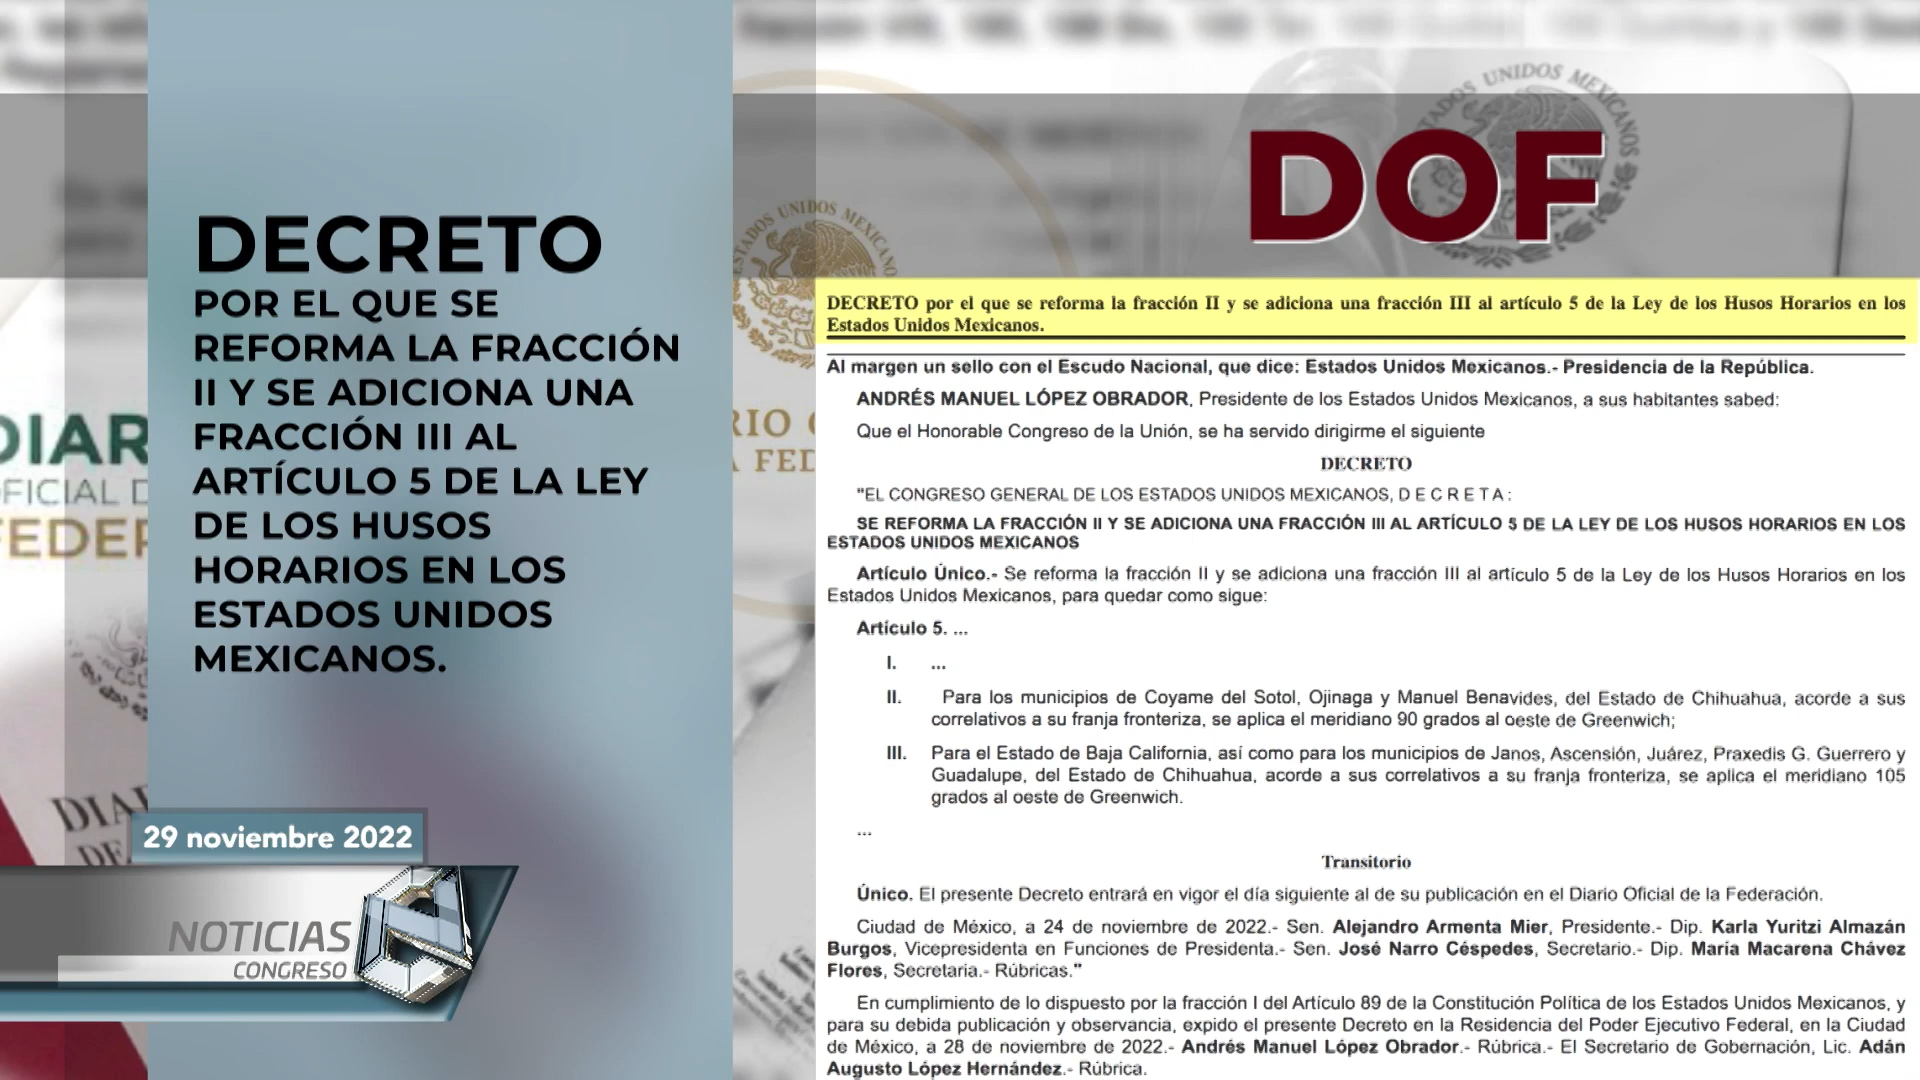 DECRETO
POR EL QUE SE
REFORMA LA FRACCIÓN
II Y SE ADICIONA UNA
FRACCIÓN III AL
ARTÍCULO 5 DE LA LEY
DE LOS HUSOS
HORARIOS EN LOS
ESTADOS UNIDOS
MEXICANOS.
29 noviembre 2022
NOTICIAS
CONGRESO
ESTADOS UNIDOS MEXICANOS
DOF
DECRETO por el que se reforma la fracción II y se adiciona una fracción III al artículo 5 de la Ley de los Husos Horarios en los
Estados Unidos Mexicanos.
Al margen un sello con el Escudo Nacional, que dice: Estados Unidos Mexicanos.- Presidencia de la República.
ANDRÉS MANUEL LÓPEZ OBRADOR, Presidente de los Estados Unidos Mexicanos, a sus habitantes sabed:
Que el Honorable Congreso de la Unión, se ha servido dirigirme el siguiente
DECRETO
"EL CONGRESO GENERAL DE LOS ESTADOS UNIDOS MEXICANOS, D E C R E T A :
SE REFORMA LA FRACCIÓN II Y SE ADICIONA UNA FRACCIÓN III AL ARTÍCULO 5 DE LA LEY DE LOS HUSOS HORARIOS EN LOS
ESTADOS UNIDOS MEXICANOS
Artículo Único.- Se reforma la fracción II y se adiciona una fracción III al artículo 5 de la Ley de los Husos Horarios en los
Estados Unidos Mexicanos, para quedar como sigue:
Artículo 5. ...
I. ...
II. Para los municipios de Coyame del Sotol, Ojinaga y Manuel Benavides, del Estado de Chihuahua, acorde a sus
correlativos a su franja fronteriza, se aplica el meridiano 90 grados al oeste de Greenwich;
III. Para el Estado de Baja California, así como para los municipios de Janos, Ascensión, Juárez, Praxedis G. Guerrero y
Guadalupe, del Estado de Chihuahua, acorde a sus correlativos a su franja fronteriza, se aplica el meridiano 105
grados al oeste de Greenwich.
...
Transitorio
Único. El presente Decreto entrará en vigor el día siguiente al de su publicación en el Diario Oficial de la Federación.
Ciudad de México, a 24 de noviembre de 2022.- Sen. Alejandro Armenta Mier, Presidente.- Dip. Karla Yuritzi Almazán
Burgos, Vicepresidenta en Funciones de Presidenta.- Sen. José Narro Céspedes, Secretario.- Dip. María Macarena Chávez
Flores, Secretaria.- Rúbricas."
En cumplimiento de lo dispuesto por la fracción I del Artículo 89 de la Constitución Política de los Estados Unidos Mexicanos, y
para su debida publicación y observancia, expido el presente Decreto en la Residencia del Poder Ejecutivo Federal, en la Ciudad
de México, a 28 de noviembre de 2022.- Andrés Manuel López Obrador.- Rúbrica.- El Secretario de Gobernación, Lic. Adán
Augusto López Hernández.- Rúbrica.